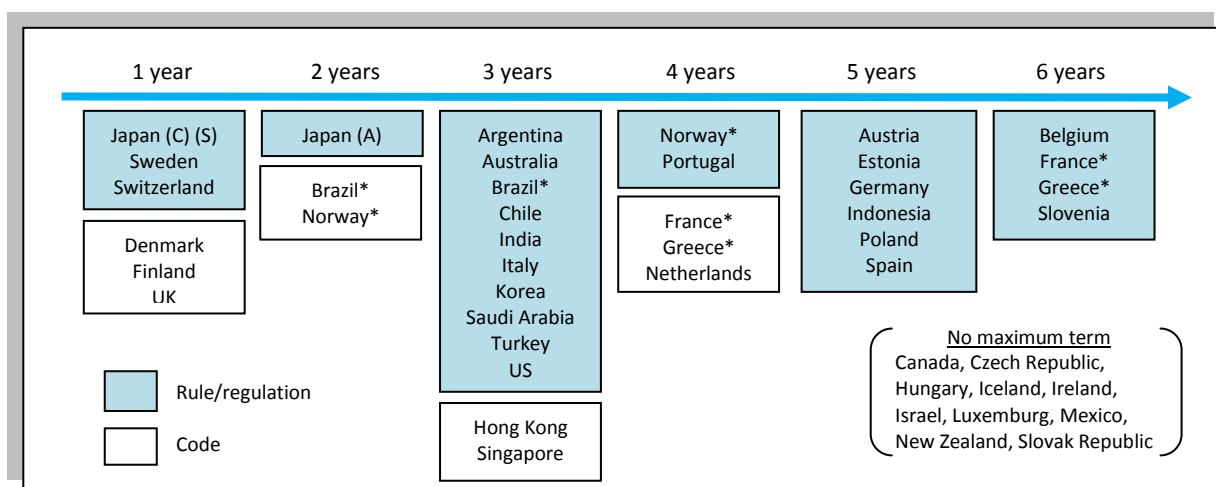 1 year
2 years
3 years
4 years
5 years
6 years
Japan (C) (S)
Sweden
Switzerland
Denmark
Finland
UK
Japan (A)
Brazil*
Norway*
Argentina
Australia
Brazil*
Chile
India
Italy
Korea
Saudi Arabia
Turkey
US
Hong Kong
Singapore
Norway*
Portugal
France*
Greece*
Netherlands
Austria
Estonia
Germany
Indonesia
Poland
Spain
Belgium
France*
Greece*
Slovenia
No maximum term
Canada, Czech Republic,
Hungary, Iceland, Ireland,
Israel, Luxemburg, Mexico,
New Zealand, Slovak Republic
Rule/regulation
Code